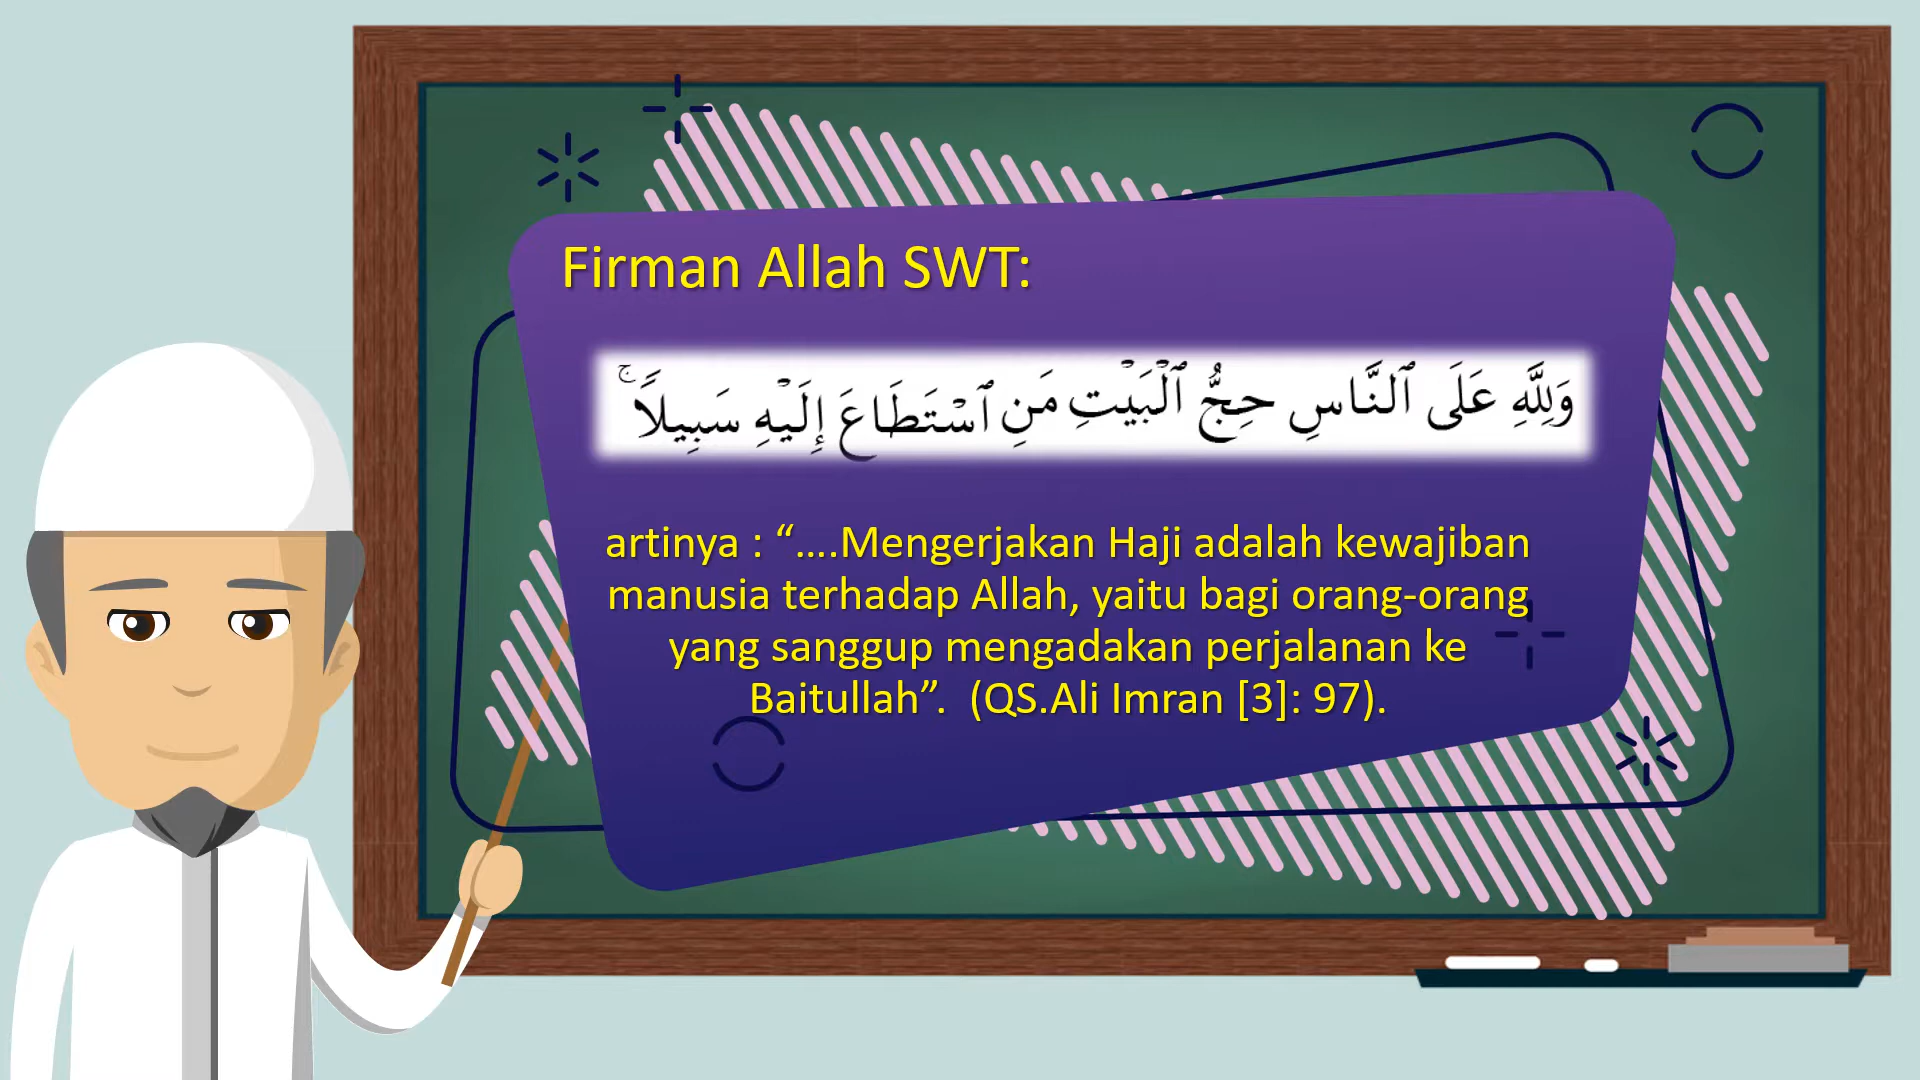 Firman Allah SWT:
وَلِلَّهِ عَلَى ٱلنَّاسِ حِجُّ ٱلْبَيْتِ مَنِ ٱسْتَطَاعَ إِلَيْهِ سَبِيلاً ۚ
artinya : “....Mengerjakan Haji adalah kewajiban
manusia terhadap Allah, yaitu bagi orang-orang
yang sanggup mengadakan perjalanan ke
Baitullah”.  (QS.Ali Imran [3]: 97).